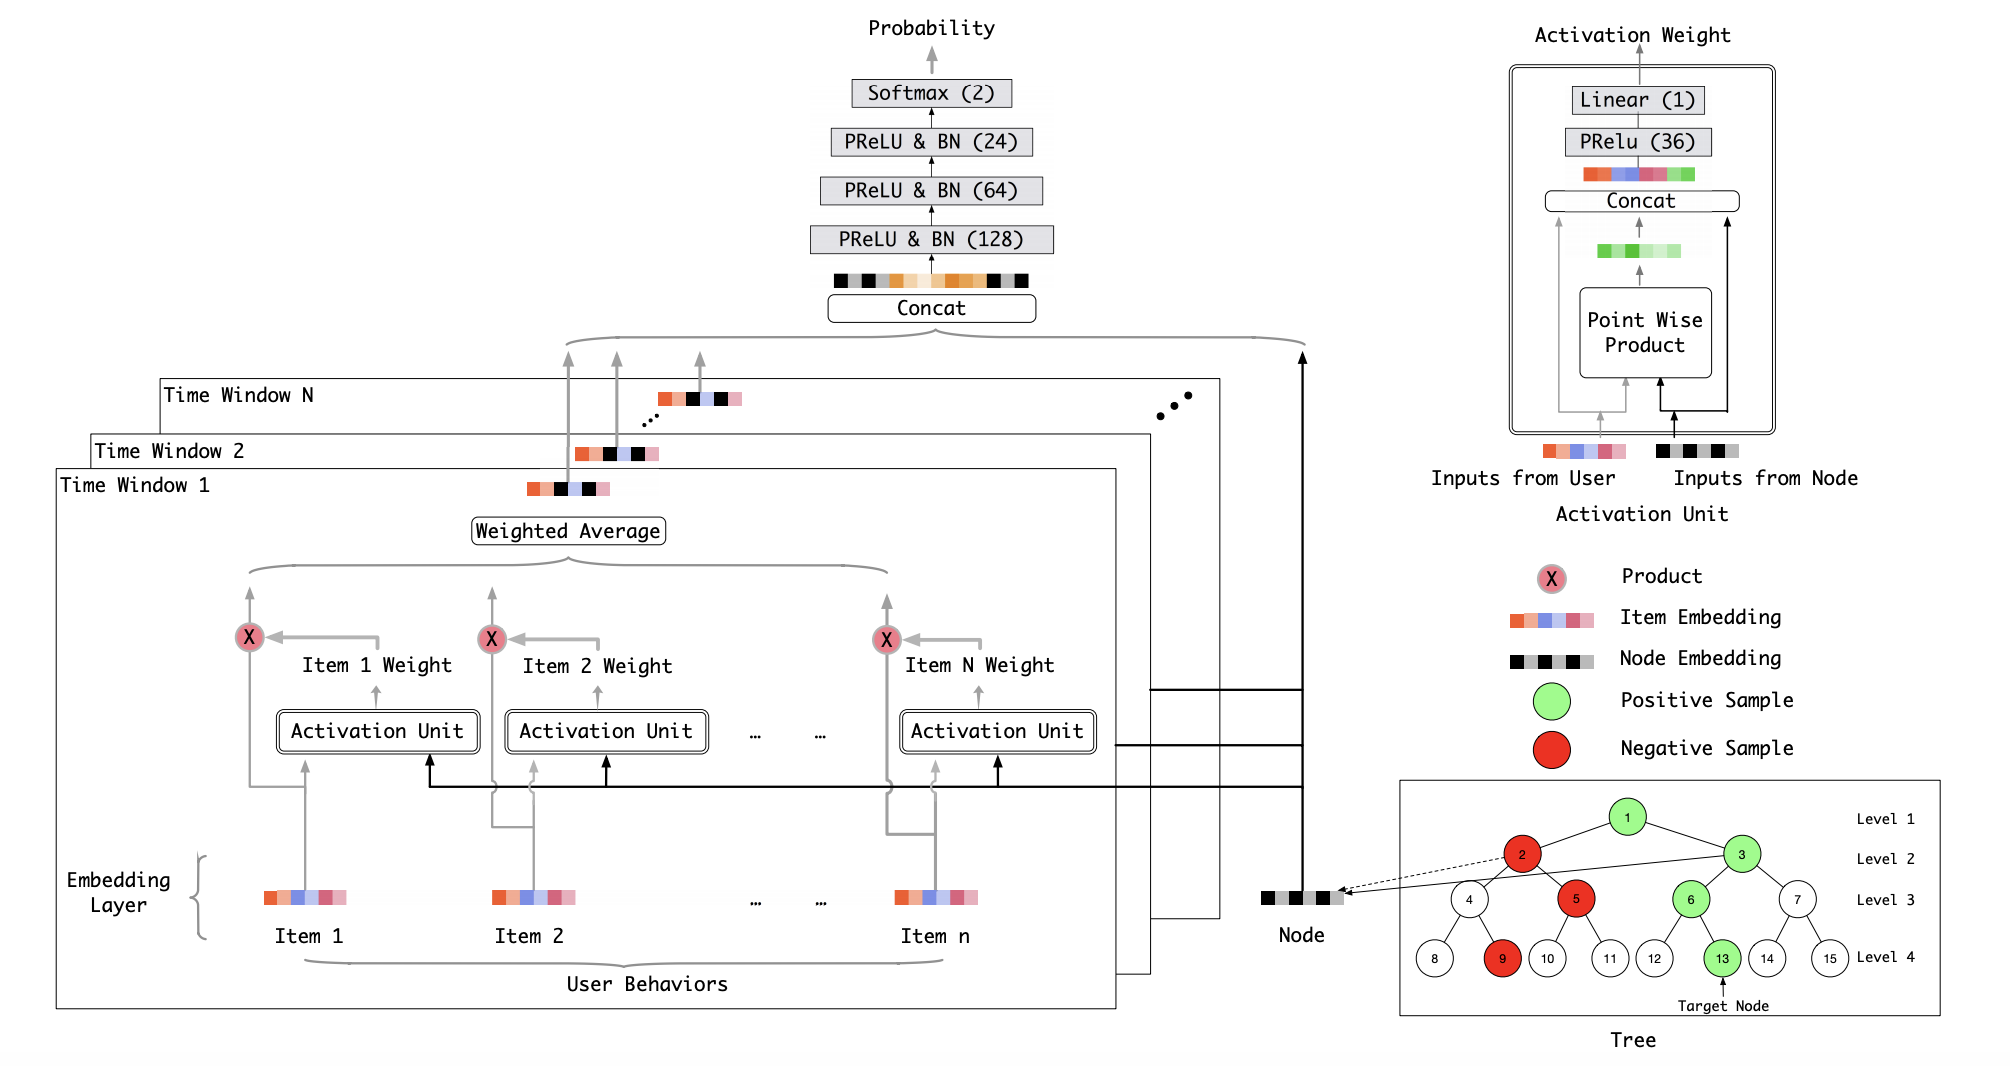 Probability
Softmax (2)
PReLU & BN (24)
PReLU & BN (64)
PReLU & BN (128)
Concat
Time Window N
Time Window 2
Time Window 1
Weighted Average
X
X
X
Item 1 Weight
Item 2 Weight
Item N Weight
Activation Unit
Activation Unit
… …
Activation Unit
Embedding
Layer
… …
Item 1
Item 2
Item n
User Behaviors
Node
Activation Weight
Linear (1)
PRelu (36)
Concat
Point Wise
Product
Inputs from User
Inputs from Node
Activation Unit
X
Product
Item Embedding
Node Embedding
Positive Sample
Negative Sample
1
Level 1
2
3
Level 2
4
5
6
7
Level 3
8
9
10
11
12
13
14
15
Level 4
Target Node
Tree